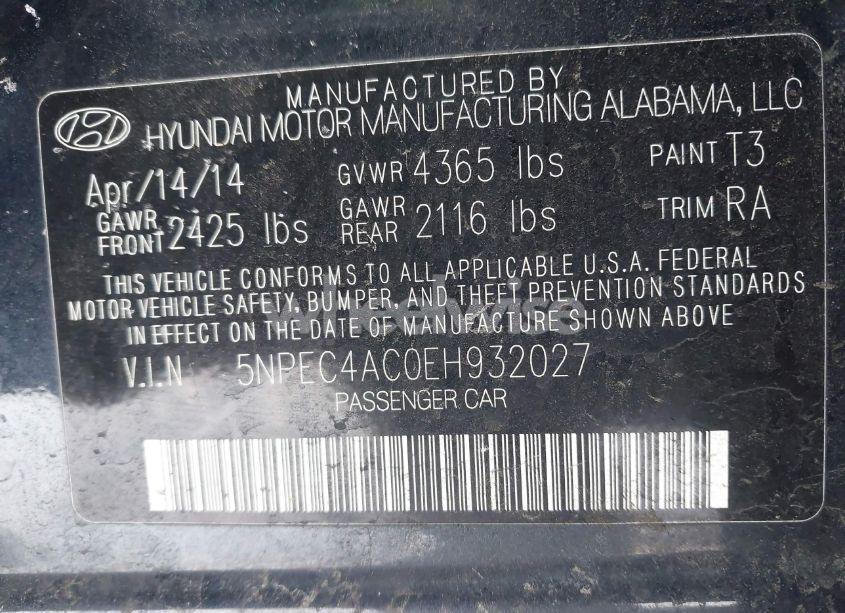 MANUFACTURED BY
HYUNDAI MOTOR MANUFACTURING ALABAMA, LLC
Apr/14/14 GVWR 4365 lbs PAINT T3
GAWR FRONT 2425 lbs GAWR REAR 2116 lbs TRIM RA
THIS VEHICLE CONFORMS TO ALL APPLICABLE U.S.A. FEDERAL
MOTOR VEHICLE SAFETY, BUMPER, AND THEFT PREVENTION STANDARDS
IN EFFECT ON THE DATE OF MANUFACTURE SHOWN ABOVE
V.I.N 5NPEC4AC0EH932027
PASSENGER CAR